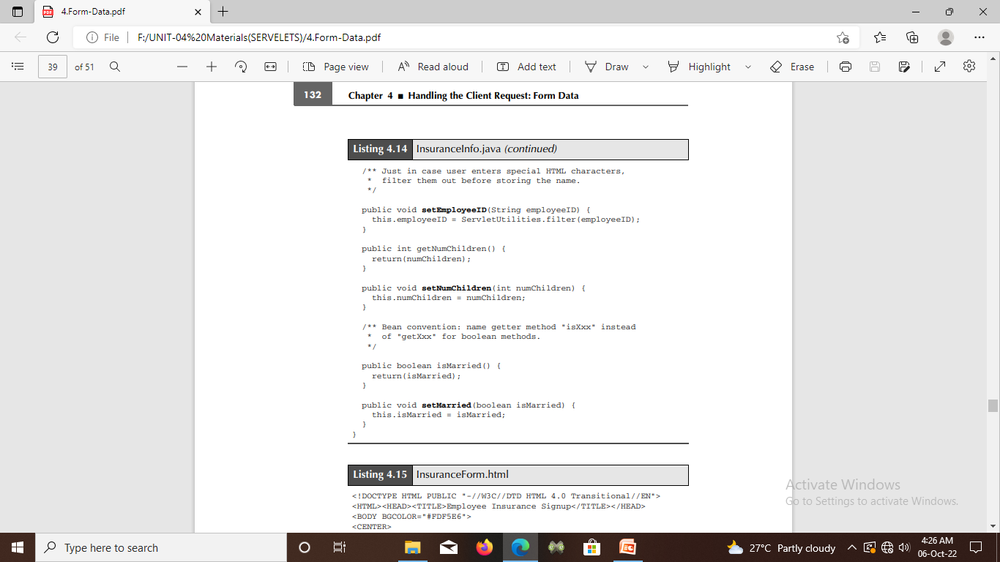 4.Form-Data.pdf
File
F:/UNIT-04%20Materials(SERVELETS)/4.Form-Data.pdf
39 of 51
Page view
Read aloud
Add text
Draw
Highlight
Erase
132 Chapter 4 ■ Handling the Client Request: Form Data
Listing 4.14 InsuranceInfo.java (continued)
/** Just in case user enters special HTML characters,
* filter them out before storing the name.
*/
public void setEmployeeID(String employeeID) {
this.employeeID = ServletUtilities.filter(employeeID);
}
public int getNumChildren() {
return(numChildren);
}
public void setNumChildren(int numChildren) {
this.numChildren = numChildren;
}
/** Bean convention: name getter method "isXxx" instead
* of "getXxx" for boolean methods.
*/
public boolean isMarried() {
return(isMarried);
}
public void setMarried(boolean isMarried) {
this.isMarried = isMarried;
}
}
Listing 4.15 InsuranceForm.html
<!DOCTYPE HTML PUBLIC "-//W3C//DTD HTML 4.0 Transitional//EN">
<HTML><HEAD><TITLE>Employee Insurance Signup</TITLE></HEAD>
<BODY BGCOLOR="#FDF5E6">
<CENTER>
Activate Windows
Go to Settings to activate Windows.
Type here to search
27°C Partly cloudy
4:26 AM
06-Oct-22